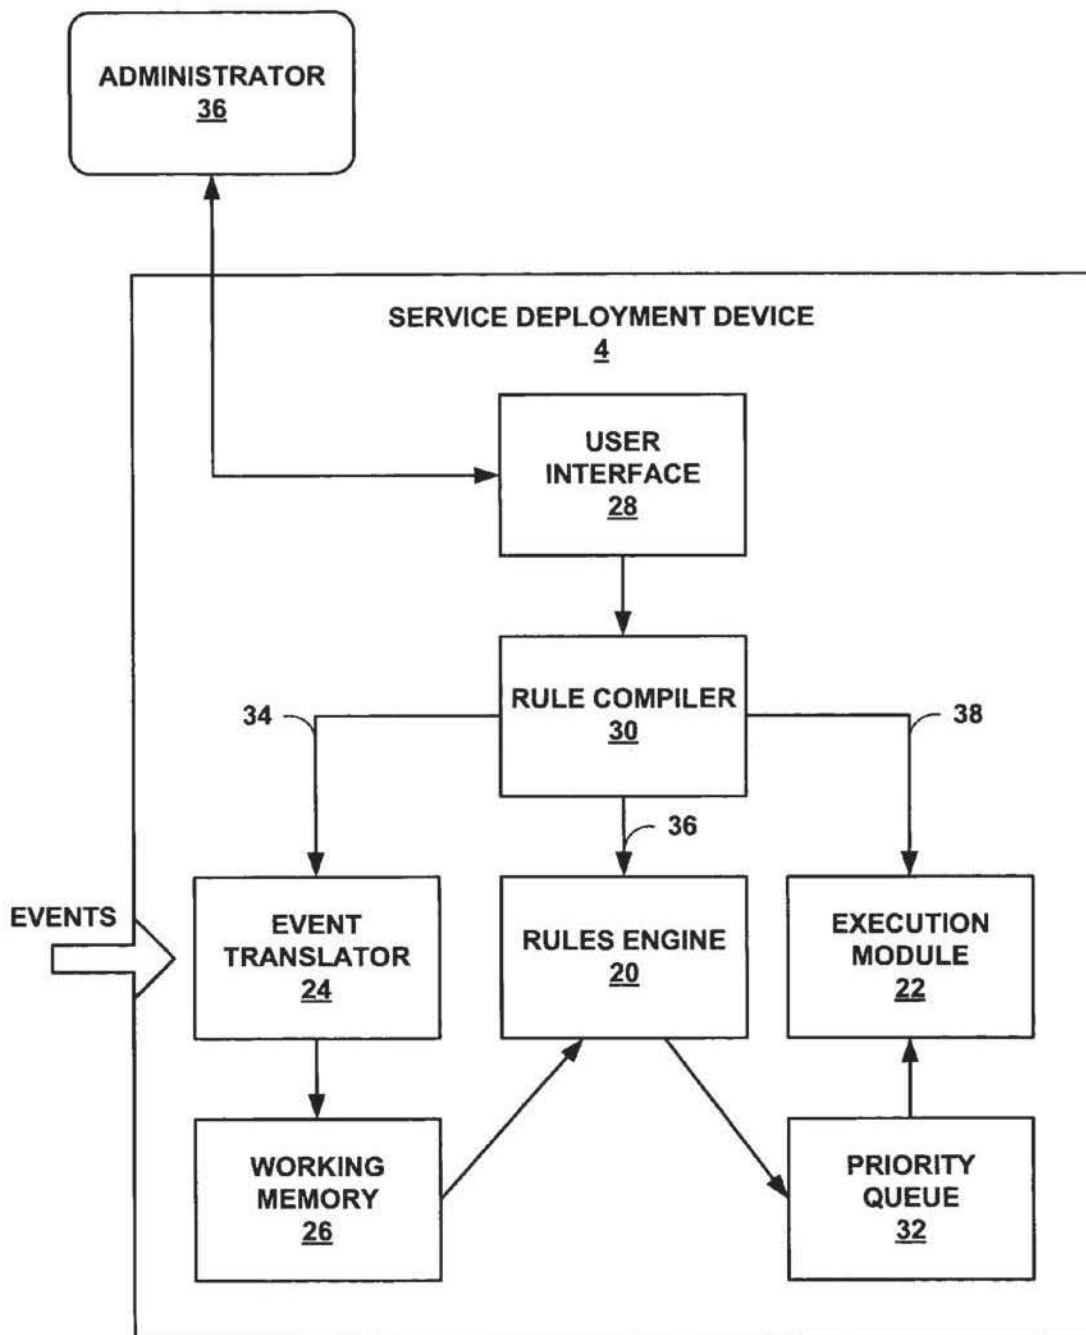 ADMINISTRATOR
36
SERVICE DEPLOYMENT DEVICE
4
USER
INTERFACE
28
RULE COMPILER
30
34
38
36
EVENTS
EVENT
TRANSLATOR
24
RULES ENGINE
20
EXECUTION
MODULE
22
WORKING
MEMORY
26
PRIORITY
QUEUE
32